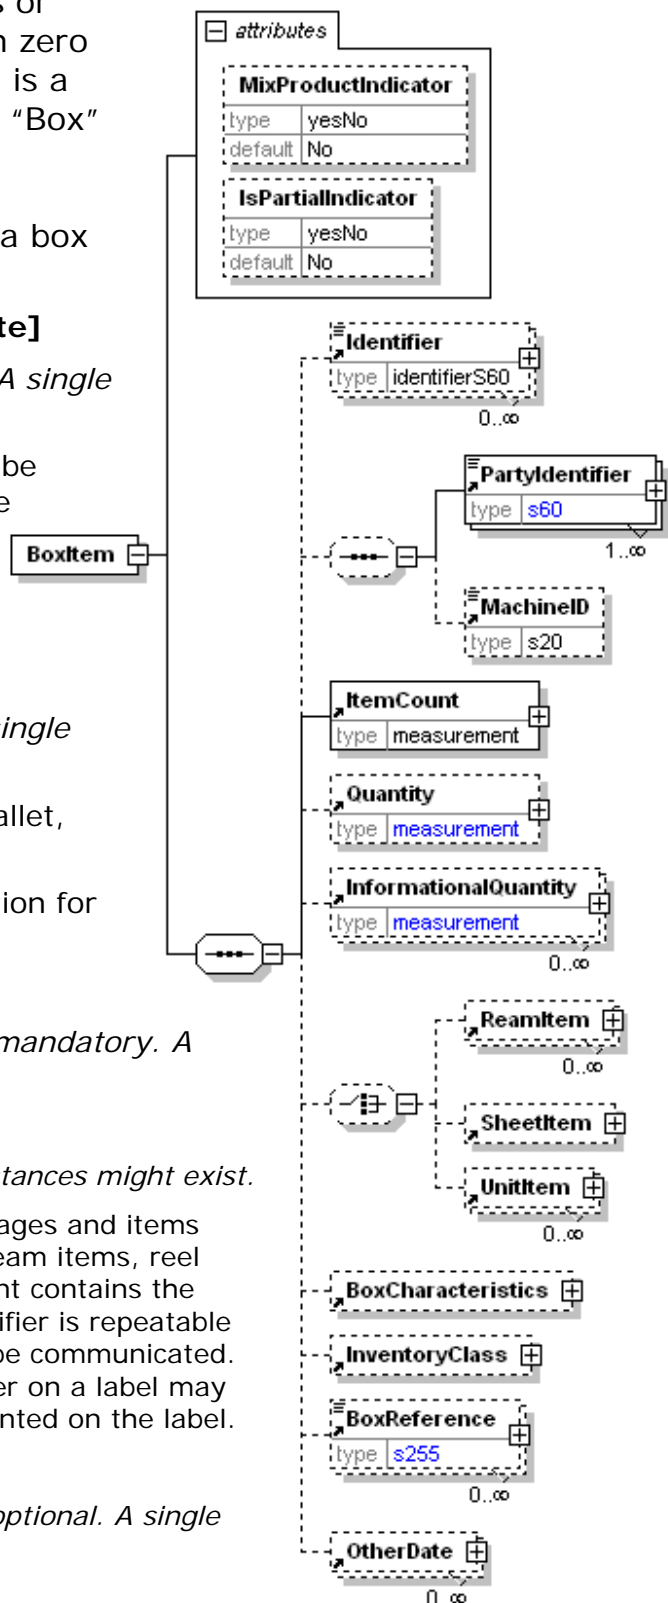 s or
n zero
is a
"Box"
a box
te]
A single
be
e
ingle
allet,
ion for
mandatory. A
tances might exist.
ages and items
eam items, reel
nt contains the
ifier is repeatable
be communicated.
er on a label may
nted on the label.
optional. A single
BoxItem
attributes
MixProductIndicator
type yesNo
default No
IsPartialIndicator
type yesNo
default No
Identifier
type identifierS60
0..∞
PartyIdentifier
type s60
1..∞
MachineID
type s20
ItemCount
type measurement
Quantity
type measurement
InformationalQuantity
type measurement
0..∞
ReamItem
0..∞
SheetItem
UnitItem
0..∞
BoxCharacteristics
InventoryClass
BoxReference
type s255
0..∞
OtherDate
0..∞